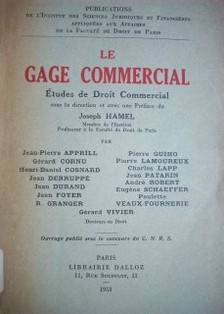 PUBLICATIONS
DE L'INSTITUT DES SCIENCES JURIDIQUES ET FINANCIÈRES
APPLIQUÉES AUX AFFAIRES
DE LA FACULTÉ DE DROIT DE PARIS
LE
GAGE COMMERCIAL
Études de Droit Commercial
sous la direction et avec une Préface de
Joseph HAMEL
Membre de l'Institut
Professeur à la Faculté de Droit de Paris
PAR
Jean APPRILL
Gérard CORNU
Henri-Daniel COSNARD
Jean DERRUPPÉ
Jean DURAND
Jean FOYER
R. GRANGER
Pierre GUIHO
Pierre LAMOUREUX
Charles LAPP
Jean PATARIN
André ROBERT
Eugène SCHAEFFER
Paulette
VEAUX-FOURNERIE
Gérard VIVIER
Docteurs en Droit
Ouvrage publié avec le concours du C. N. R. S.
PARIS
LIBRAIRIE DALLOZ
11, RUE SOUFFLOT, 11
1953